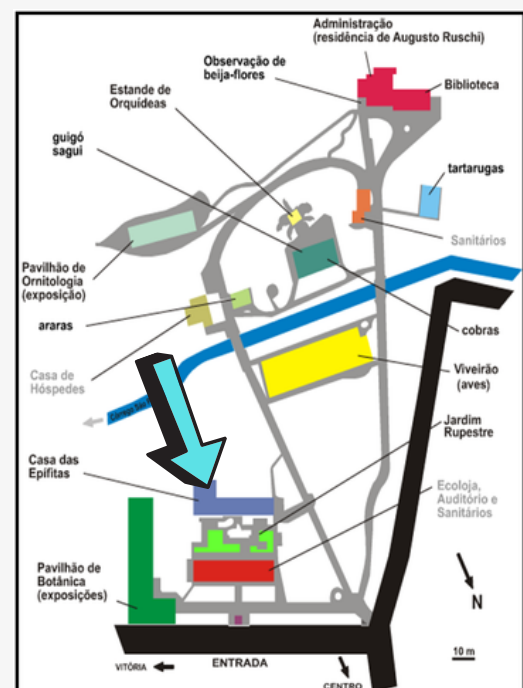 Administração
(residência de Augusto Ruschi)
Observação de
beija-flores
Biblioteca
Estande de
Orquídeas
guigó
sagui
tartarugas
Sanitários
Pavilhão de
Ornitologia
(exposição)
araras
cobras
Casa de
Hóspedes
Viveirão
(aves)
Córrego São
Jardim
Rupestre
Casa das
Epífitas
Ecoloja,
Auditório e
Sanitários
Pavilhão de
Botânica
(exposições)
N
10 m
VITÓRIA
ENTRADA
CENTRO